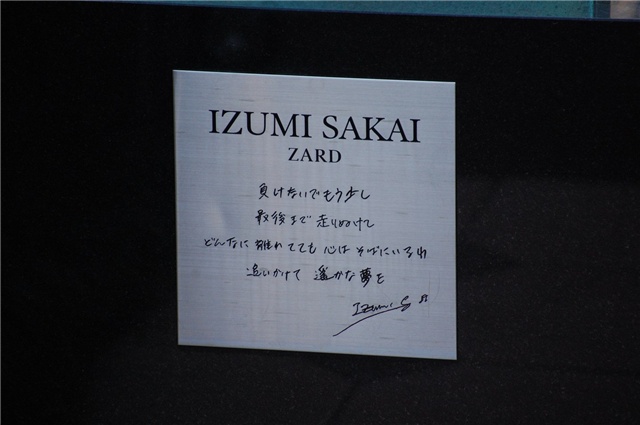 IZUMI SAKAI
ZARD
負けないでもう少し
最後まで 走りぬけて
どんなに 離れてても 心は そばにいるわ
追いかけて 遥かな夢を
Izumi S